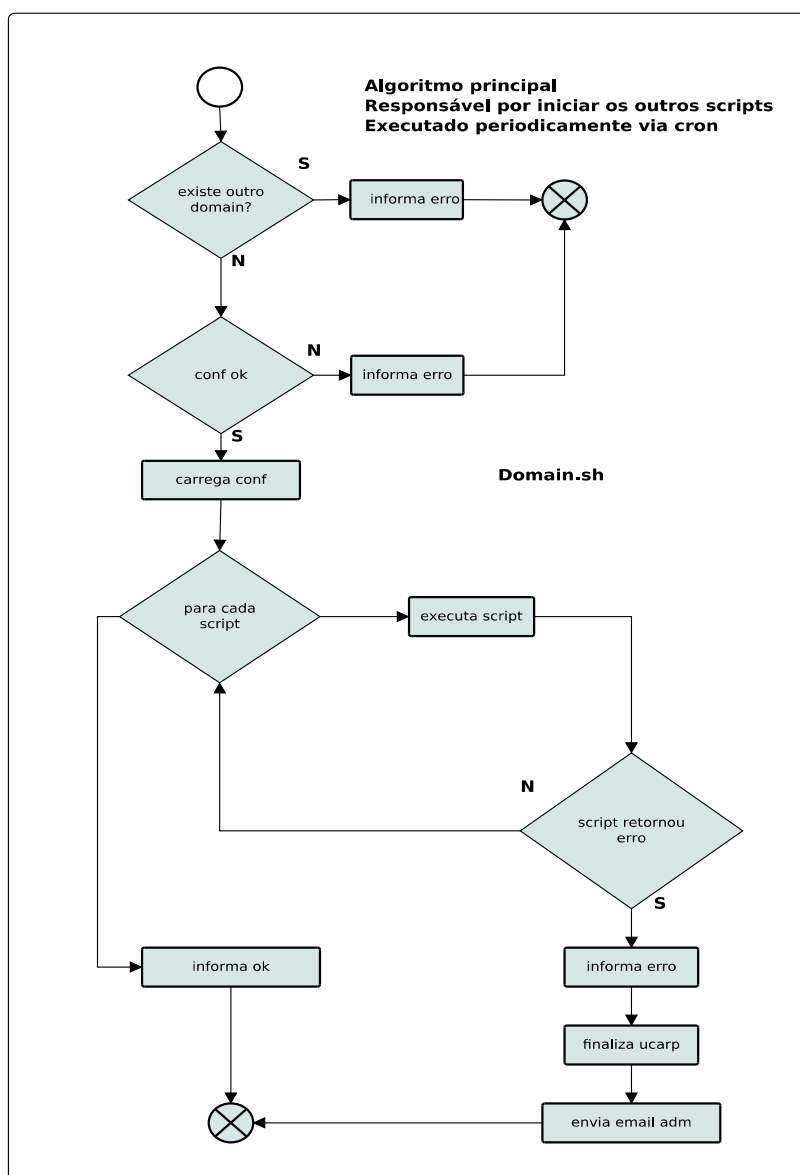 Algoritmo principal
Responsável por iniciar os outros scripts
Executado periodicamente via cron
S
existe outro
domain?
informa erro
N
N
conf ok
informa erro
S
carrega conf
Domain.sh
para cada
script
executa script
N
script retornou
erro
S
informa ok
informa erro
finaliza ucarp
envia email adm